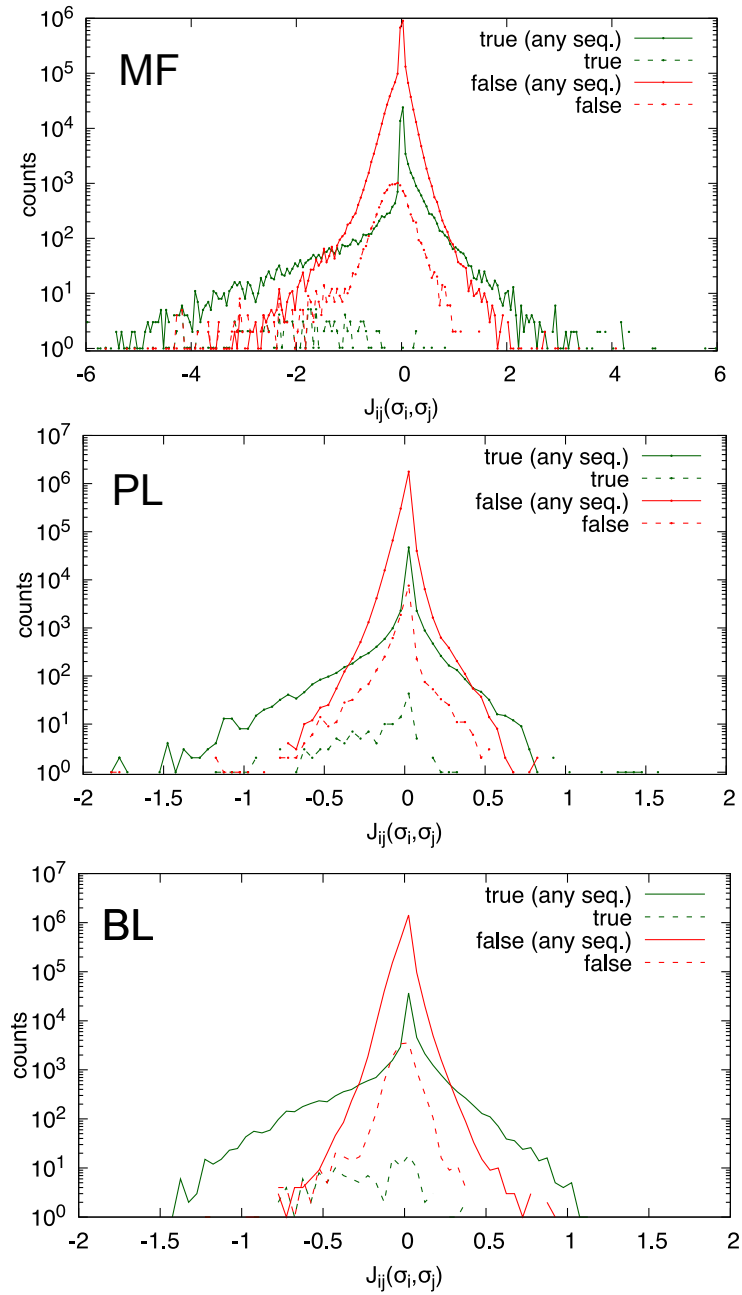 MF
counts
10^6
10^5
10^4
10^3
10^2
10^1
10^0
true (any seq.)
true
false (any seq.)
false
-6 -4 -2 0 2 4 6
J_ij(σ_i,σ_j)
PL
counts
10^7
10^6
10^5
10^4
10^3
10^2
10^1
10^0
true (any seq.)
true
false (any seq.)
false
-2 -1.5 -1 -0.5 0 0.5 1 1.5 2
J_ij(σ_i,σ_j)
BL
counts
10^7
10^6
10^5
10^4
10^3
10^2
10^1
10^0
true (any seq.)
true
false (any seq.)
false
-2 -1.5 -1 -0.5 0 0.5 1 1.5 2
J_ij(σ_i,σ_j)